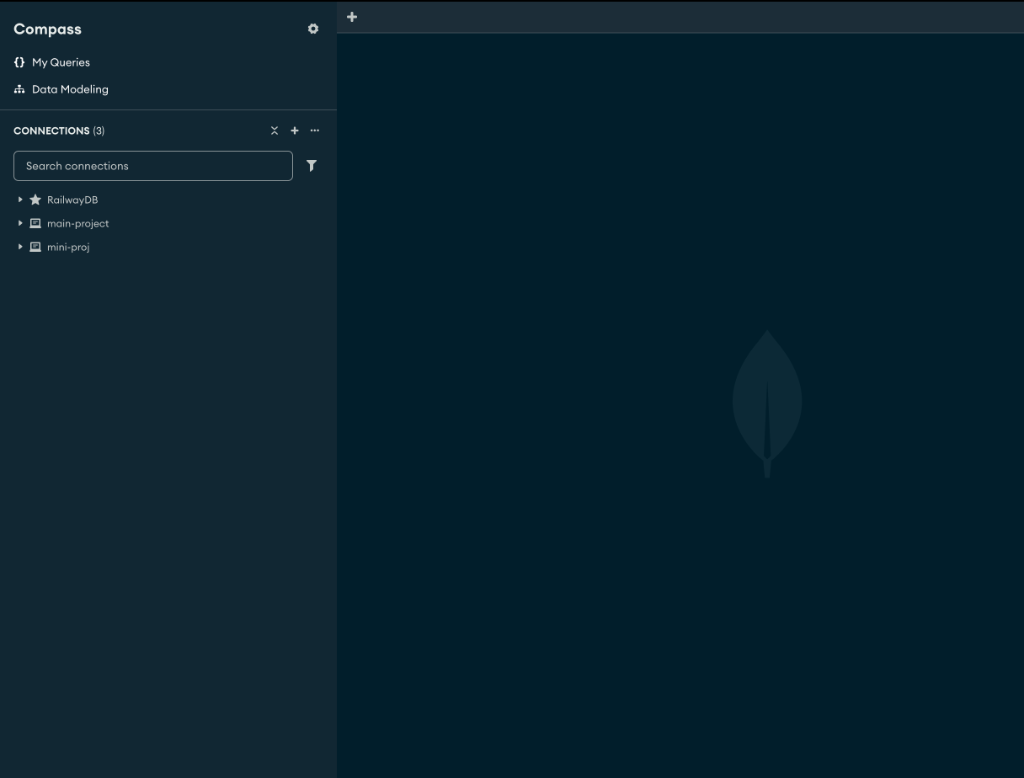 Compass
My Queries
Data Modeling
CONNECTIONS (3)
Search connections
RailwayDB
main-project
mini-proj